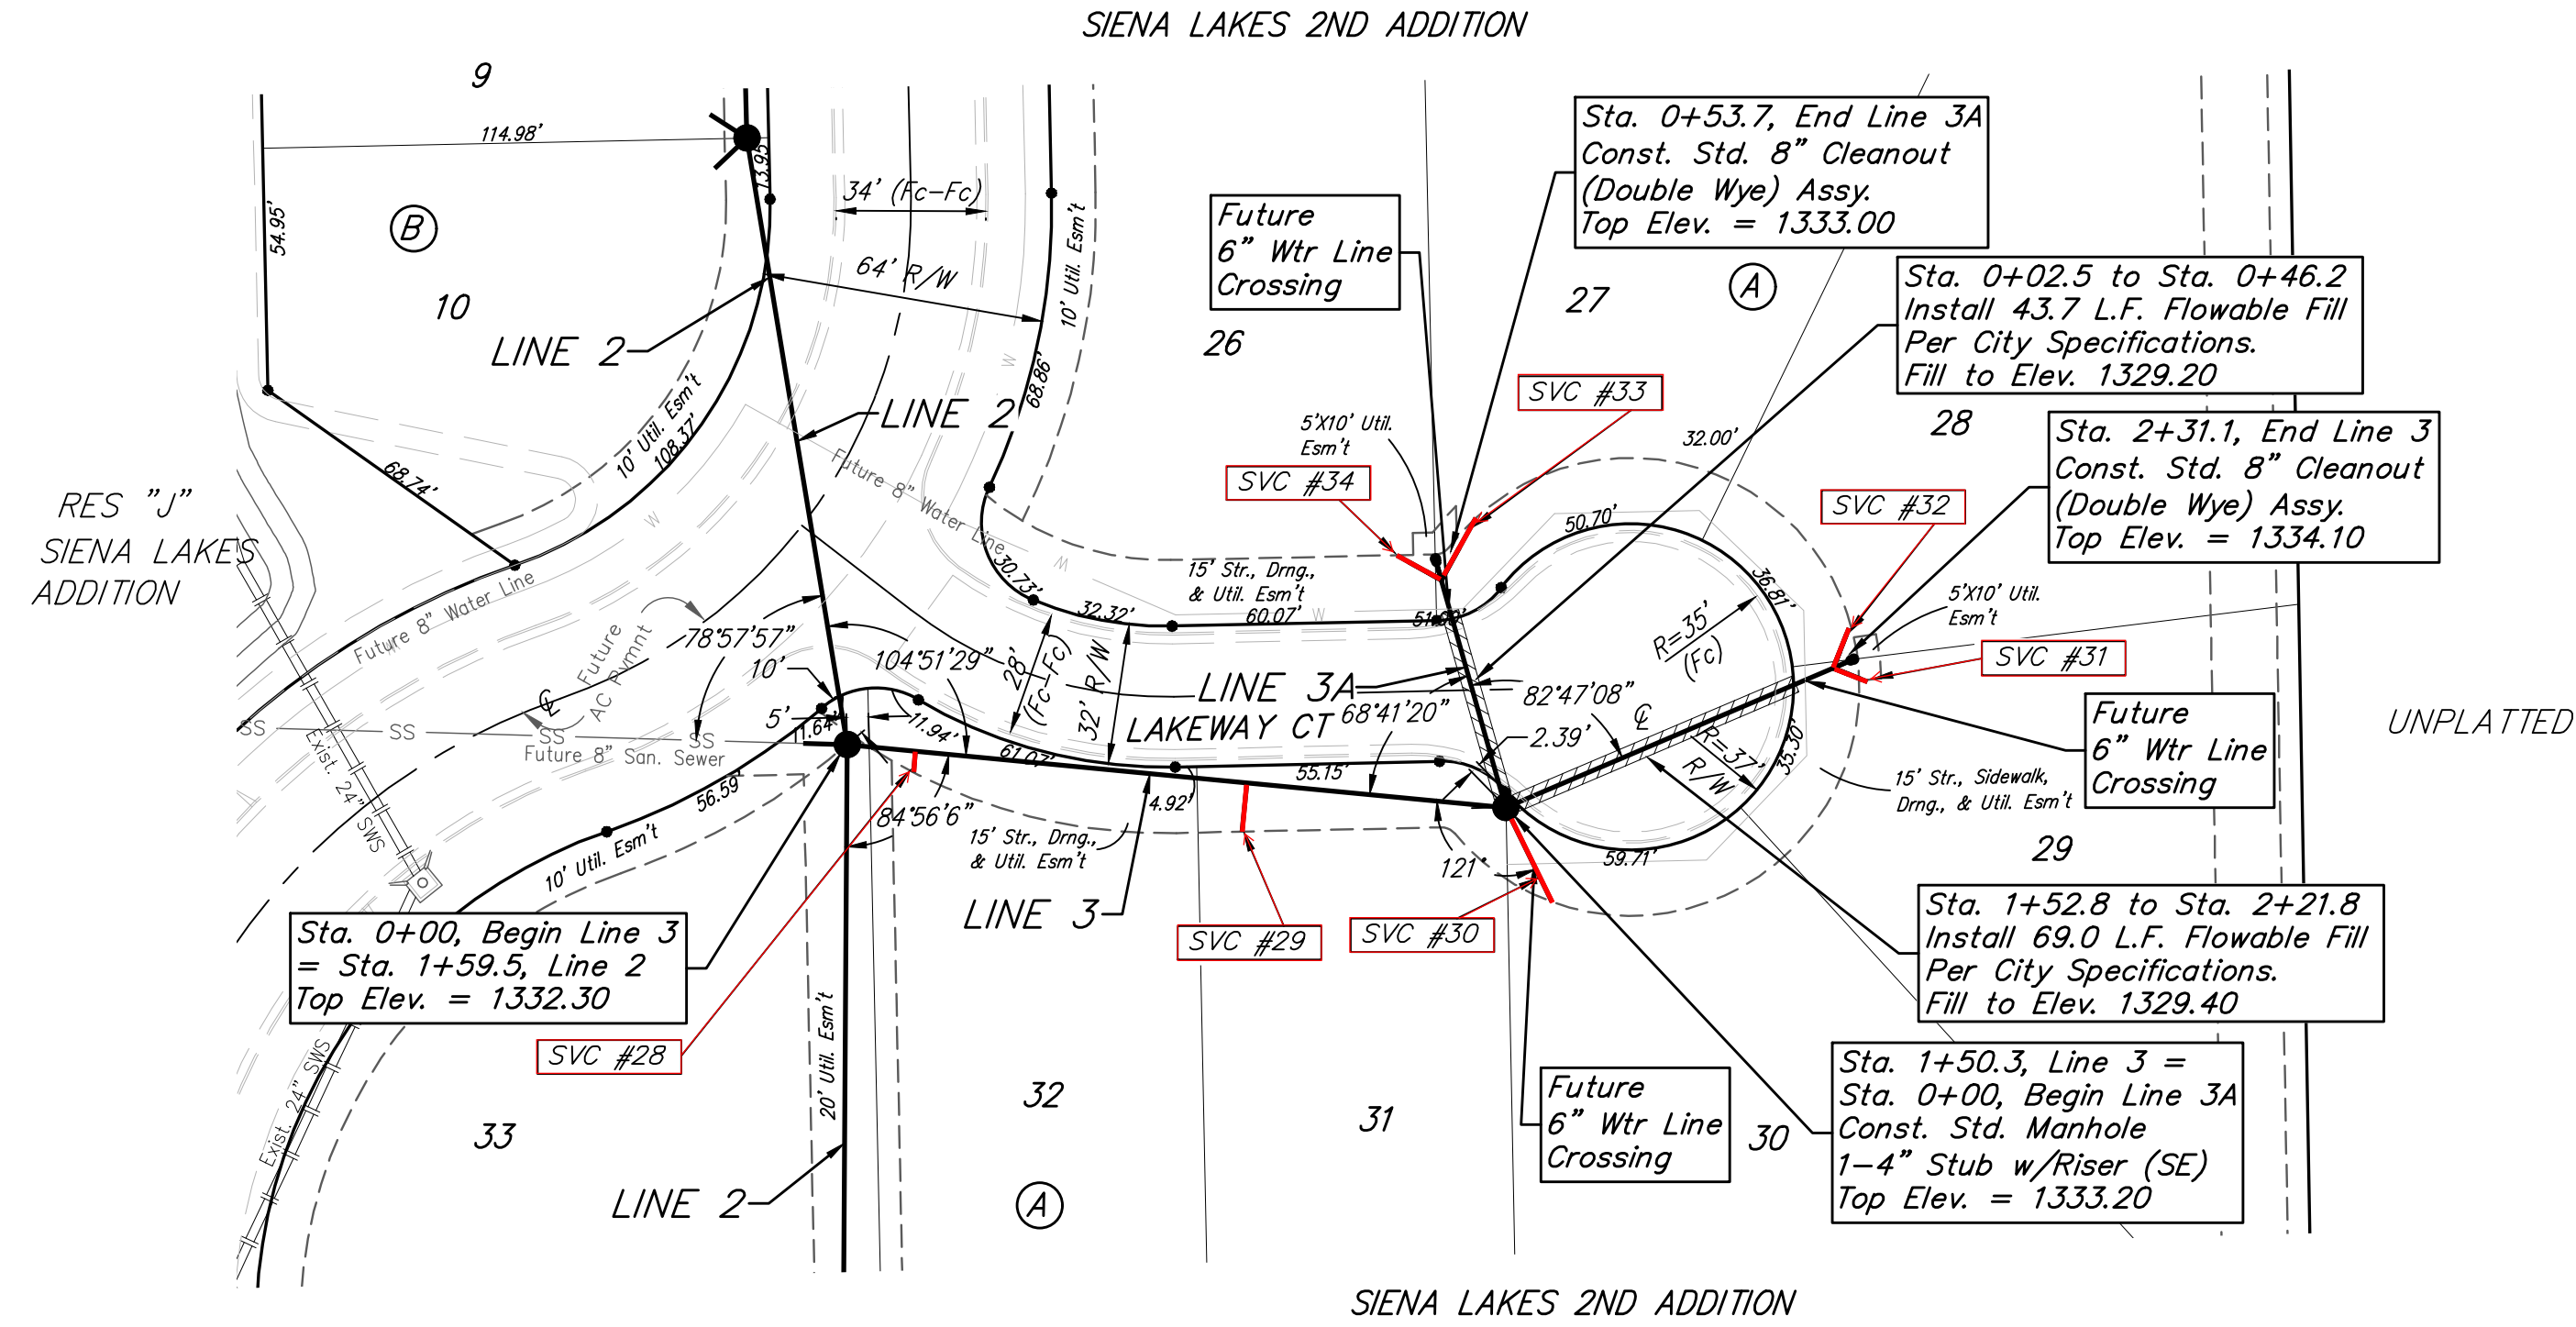 SIENA LAKES 2ND ADDITION
9
114.98'
13.95'
54.95'
B
10
34' (Fc-Fc)
64' R/W
10' Util. Esm't
LINE 2
LINE 2
68.86'
10' Util. Esm't
108.37'
68.74'
Future 8" Water Line
Future 8" Water Line
RES "J"
SIENA LAKES
ADDITION
Future
6" Wtr Line
Crossing
26
Sta. 0+53.7, End Line 3A
Const. Std. 8" Cleanout
(Double Wye) Assy.
Top Elev. = 1333.00
27
A
Sta. 0+02.5 to Sta. 0+46.2
Install 43.7 L.F. Flowable Fill
Per City Specifications.
Fill to Elev. 1329.20
28
Sta. 2+31.1, End Line 3
Const. Std. 8" Cleanout
(Double Wye) Assy.
Top Elev. = 1334.10
SVC #33
5'X10' Util.
Esm't
SVC #34
32.00'
SVC #32
50.70'
36.81'
5'X10' Util.
Esm't
SVC #31
30.73'
32.32'
15' Str., Drng.,
& Util. Esm't
60.07'
W
W
W
W
W
R=35'
(Fc)
Future
AC Pvmnt
78°57'57"
10'
104°51'29"
28'
(Fc-Fc)
32' R/W
LINE 3A
LAKEWAY CT
68°41'20"
82°47'08"
2.39'
R=37'
R/W
35.30'
Future
6" Wtr Line
Crossing
UNPLATTED
5'
11.64'
11.94'
61.07'
55.15'
4.92'
SS
SS
SS
SS
Future 8" San. Sewer
Exist. 24" SWS
56.59'
84°56'6"
15' Str., Drng.,
& Util. Esm't
121°
59.71'
15' Str., Sidewalk,
Drng., & Util. Esm't
29
10' Util. Esm't
LINE 3
SVC #29
SVC #30
Sta. 0+00, Begin Line 3
= Sta. 1+59.5, Line 2
Top Elev. = 1332.30
Sta. 1+52.8 to Sta. 2+21.8
Install 69.0 L.F. Flowable Fill
Per City Specifications.
Fill to Elev. 1329.40
SVC #28
20' Util. Esm't
Exist. 24" SWS
33
32
31
30
Future
6" Wtr Line
Crossing
Sta. 1+50.3, Line 3 =
Sta. 0+00, Begin Line 3A
Const. Std. Manhole
1-4" Stub w/Riser (SE)
Top Elev. = 1333.20
LINE 2
A
SIENA LAKES 2ND ADDITION